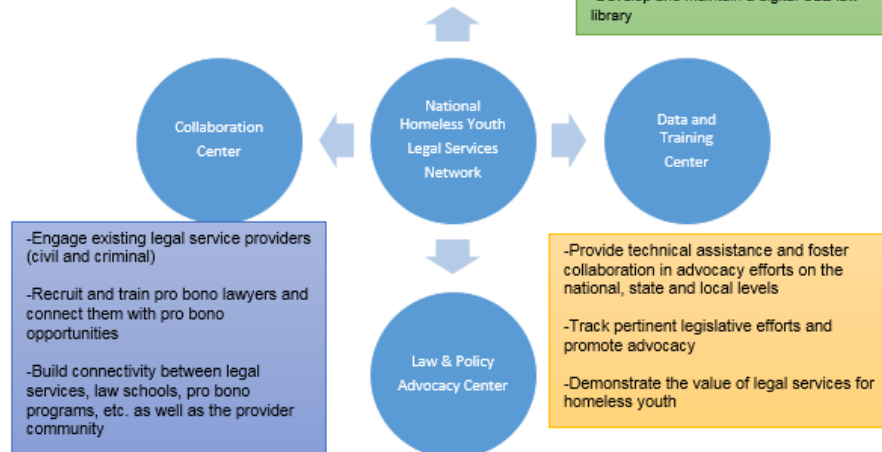 library
National
Homeless Youth
Legal Services
Network
Collaboration
Center
Data and
Training
Center
-Engage existing legal service providers
(civil and criminal)
-Recruit and train pro bono lawyers and
connect them with pro bono
opportunities
-Build connectivity between legal
services, law schools, pro bono
programs, etc. as well as the provider
community
Law & Policy
Advocacy Center
-Provide technical assistance and foster
collaboration in advocacy efforts on the
national, state and local levels
-Track pertinent legislative efforts and
promote advocacy
-Demonstrate the value of legal services for
homeless youth